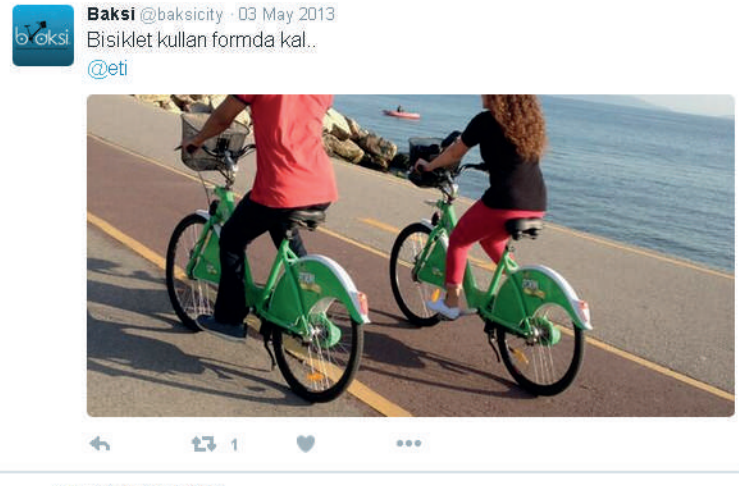 Baksi @baksicity · 03 May 2013
baksi
Bisiklet kullan formda kal..
@eti
1